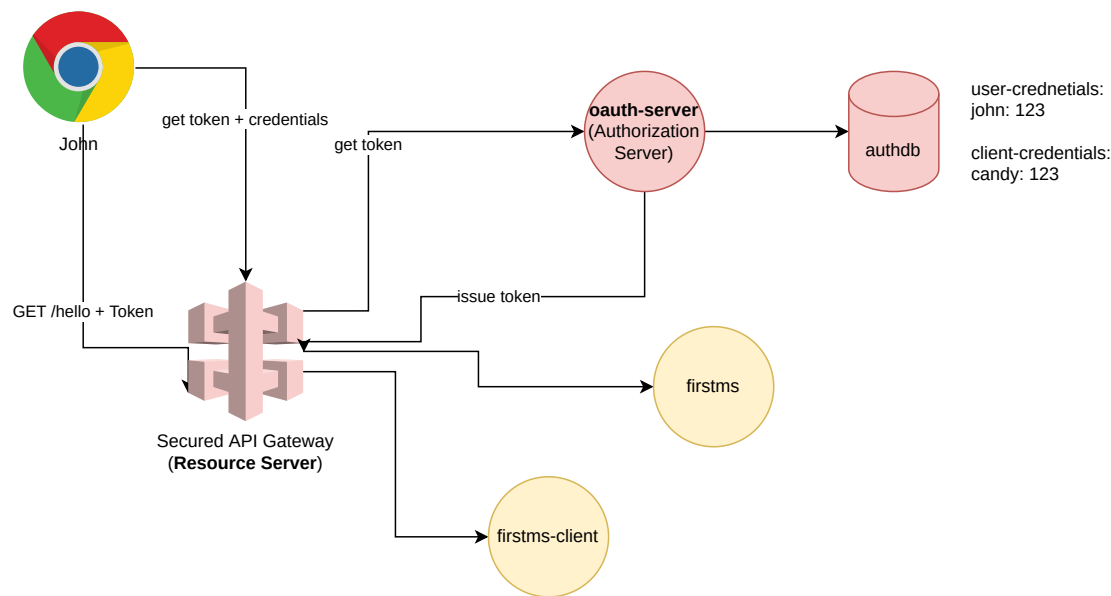 John
get token + credentials
get token
oauth-server
(Authorization
Server)
authdb
user-crednetials:
john: 123
client-credentials:
candy: 123
GET /hello + Token
issue token
Secured API Gateway
(Resource Server)
firstms
firstms-client